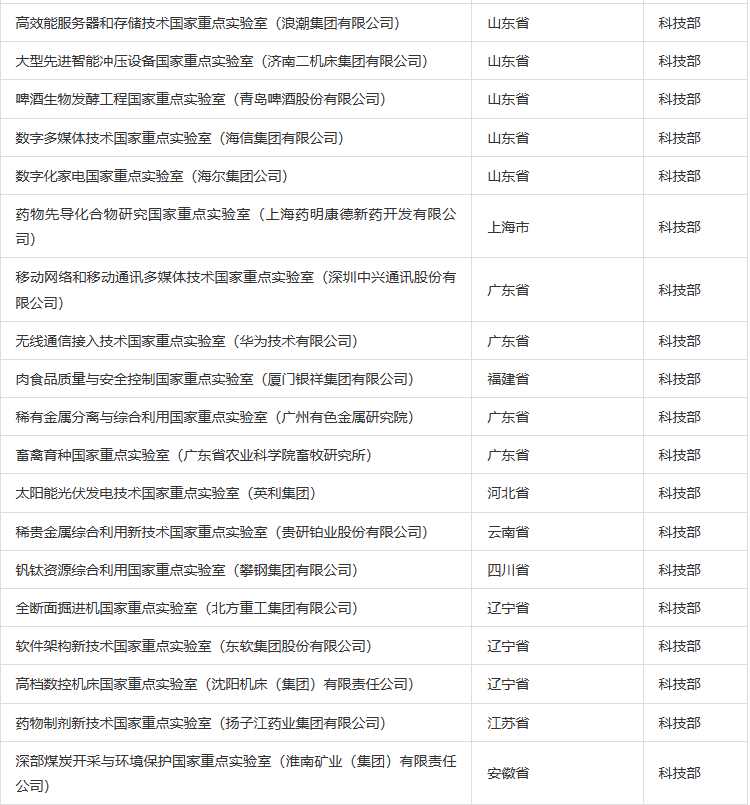 高效能服务器和存储技术国家重点实验室（浪潮集团有限公司） 山东省 科技部
大型先进智能冲压设备国家重点实验室（济南二机床集团有限公司） 山东省 科技部
啤酒生物发酵工程国家重点实验室（青岛啤酒股份有限公司） 山东省 科技部
数字多媒体技术国家重点实验室（海信集团有限公司） 山东省 科技部
数字化家电国家重点实验室（海尔集团公司） 山东省 科技部
药物先导化合物研究国家重点实验室（上海药明康德新药开发有限公
司） 上海市 科技部
移动网络和移动通讯多媒体技术国家重点实验室（深圳中兴通讯股份有
限公司） 广东省 科技部
无线通信接入技术国家重点实验室（华为技术有限公司） 广东省 科技部
肉食品质量与安全控制国家重点实验室（厦门银祥集团有限公司） 福建省 科技部
稀有金属分离与综合利用国家重点实验室（广州有色金属研究院） 广东省 科技部
畜禽育种国家重点实验室（广东省农业科学院畜牧研究所） 广东省 科技部
太阳能光伏发电技术国家重点实验室（英利集团） 河北省 科技部
稀贵金属综合利用新技术国家重点实验室（贵研铂业股份有限公司） 云南省 科技部
钒钛资源综合利用国家重点实验室（攀钢集团有限公司） 四川省 科技部
全断面掘进机国家重点实验室（北方重工集团有限公司） 辽宁省 科技部
软件架构新技术国家重点实验室（东软集团股份有限公司） 辽宁省 科技部
高档数控机床国家重点实验室（沈阳机床（集团）有限责任公司） 辽宁省 科技部
药物制剂新技术国家重点实验室（扬子江药业集团有限公司） 江苏省 科技部
深部煤炭开采与环境保护国家重点实验室（淮南矿业（集团）有限责任
公司） 安徽省 科技部